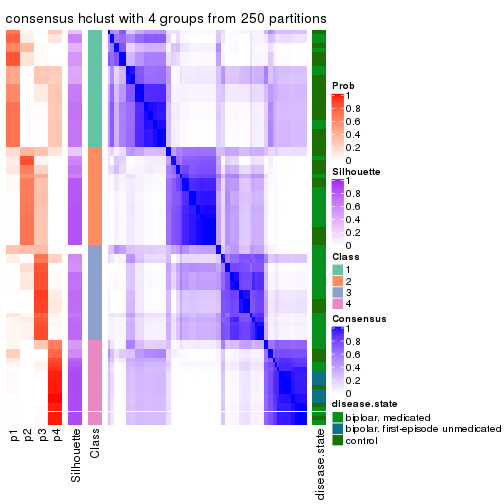 consensus hclust with 4 groups from 250 partitions
Prob
1
0.8
0.6
0.4
0.2
0
Silhouette
1
0.8
0.6
0.4
0.2
0
Class
1
2
3
4
Consensus
1
0.8
0.6
0.4
0.2
0
disease.state
biploar, medicated
bipolar, first-episode unmedicated
control
p1
p2
p3
p4
Silhouette
Class
disease.state